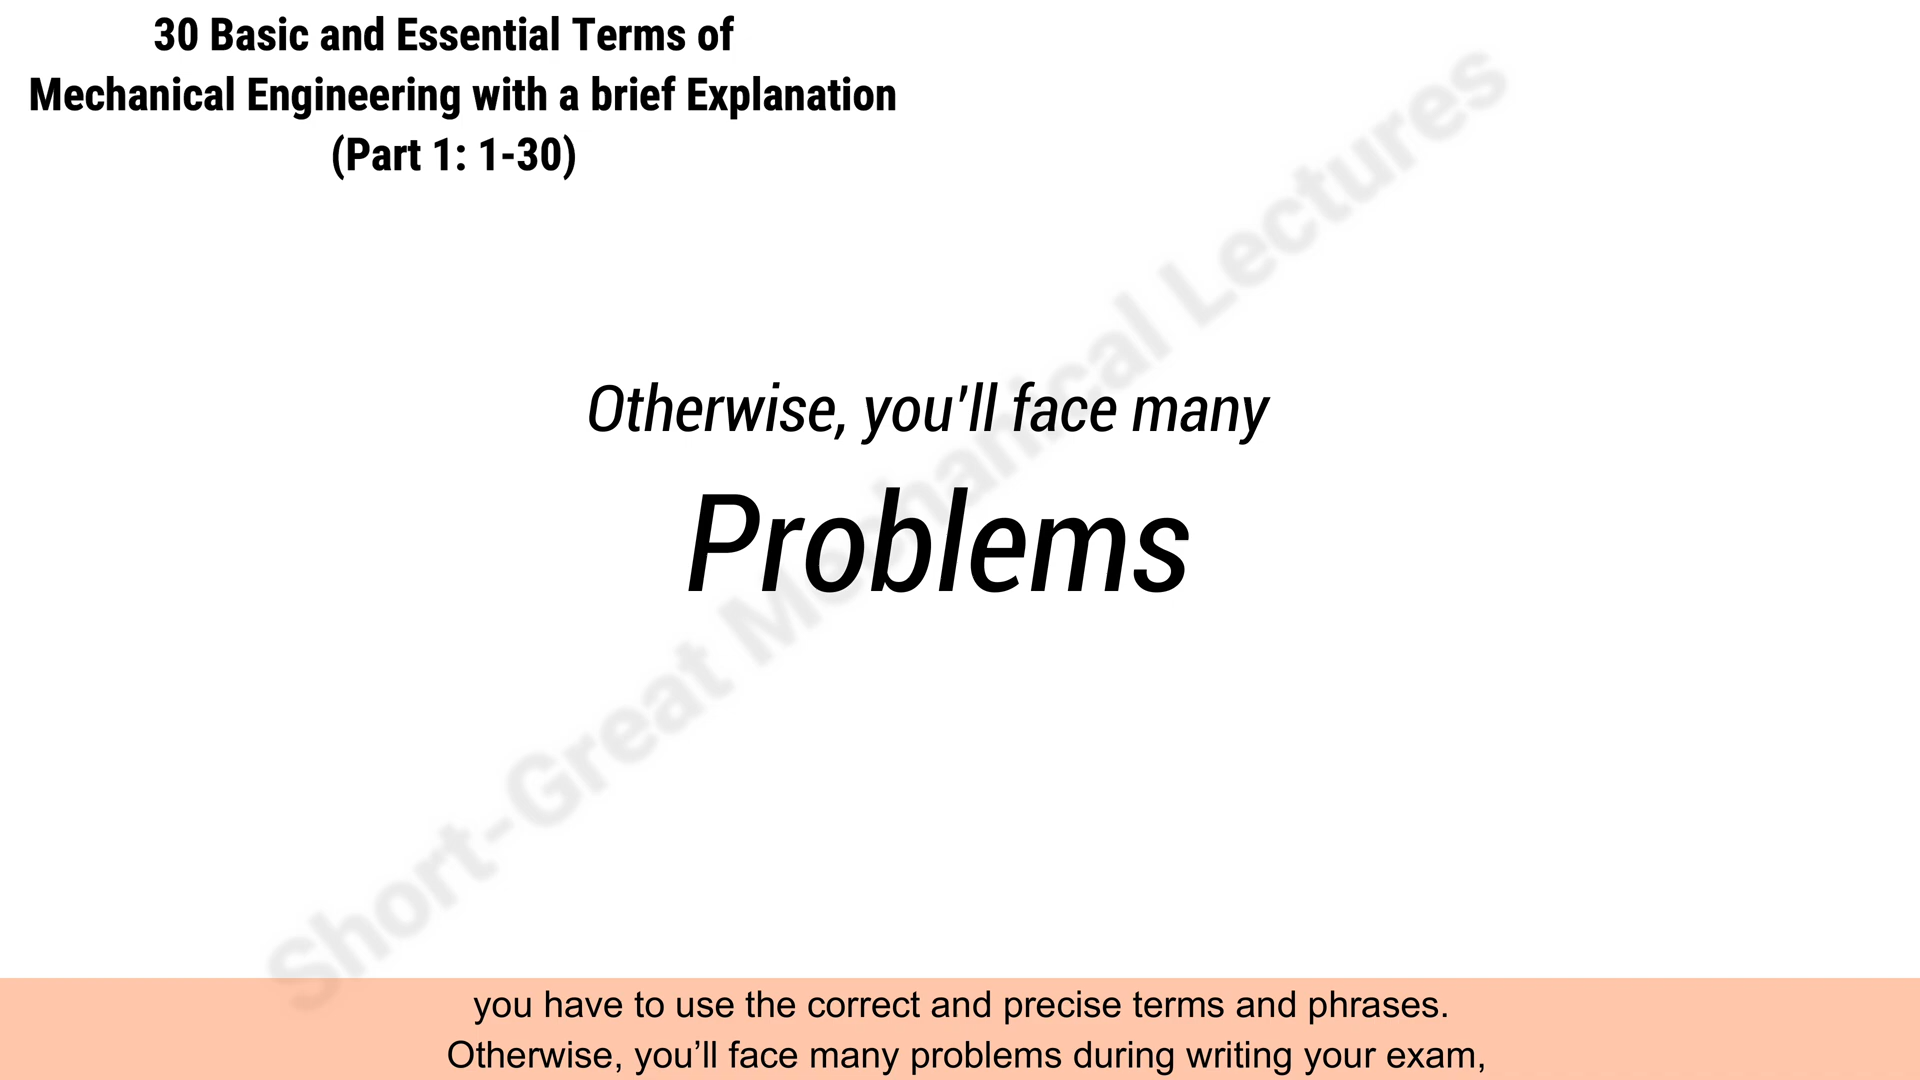 30 Basic and Essential Terms of
Mechanical Engineering with a brief Explanation
(Part 1: 1-30)
Otherwise, you'll face many
Problems
Short-Great Mechanical Lectures
you have to use the correct and precise terms and phrases.
Otherwise, you’ll face many problems during writing your exam,